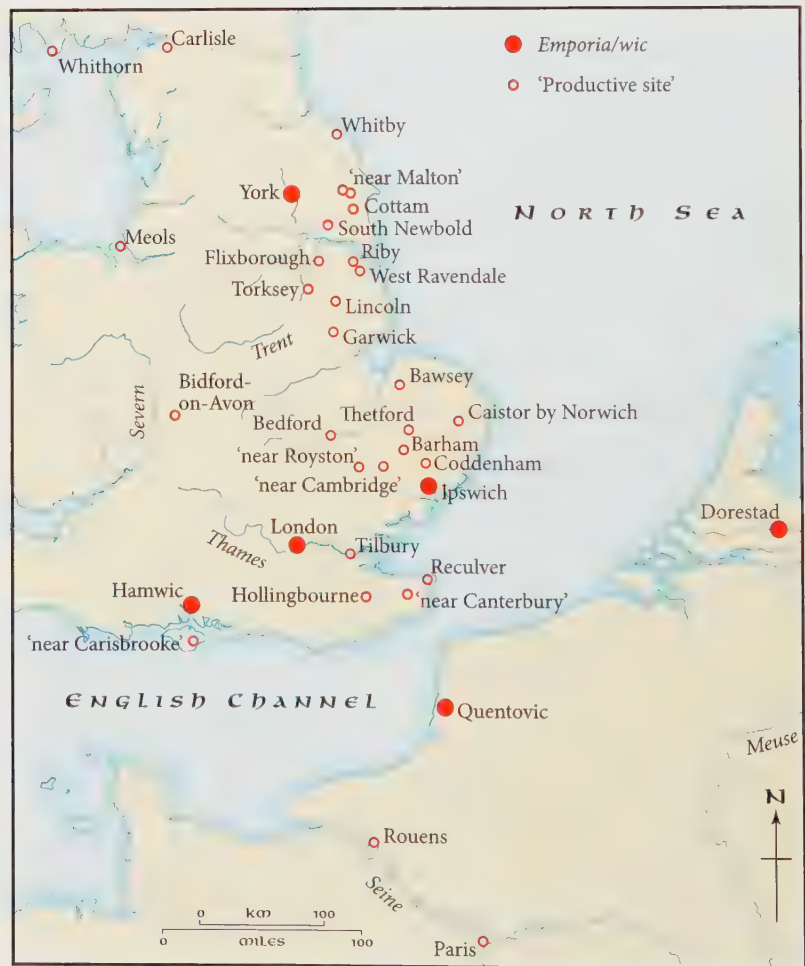 Carlisle
Whithorn
Emporia/wic
'Productive site'
Whitby
'near Malton'
York
Cottam
NORTH SEA
South Newbold
Meols
Flixborough
Riby
West Ravendale
Torksey
Lincoln
Trent
Garwick
Severn
Bidford-
on-Avon
Bawsey
Thetford
Caistor by Norwich
Bedford
Barham
'near Royston'
Coddenham
'near Cambridge'
Ipswich
Dorestad
London
Thames
Tilbury
Reculver
Hamwic
Hollingbourne
'near Canterbury'
'near Carisbrooke'
ENGLISH CHANNEL
Quentovic
Meuse
N
Rouens
Seine
0 km 100
0 miles 100
Paris